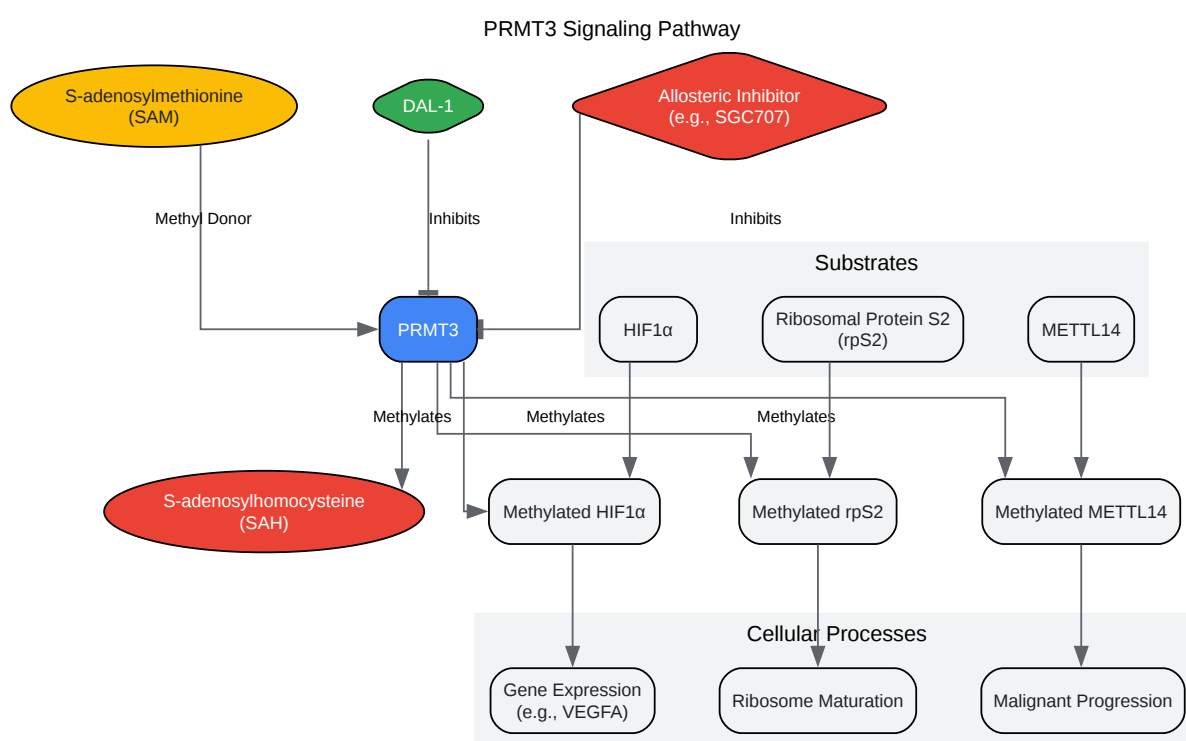 PRMT3 Signaling Pathway
S-adenosylmethionine
(SAM)
DAL-1
Allosteric Inhibitor
(e.g., SGC707)
Methyl Donor
Inhibits
Inhibits
Substrates
PRMT3
HIF1α
Ribosomal Protein S2
(rpS2)
METTL14
Methylates
Methylates
Methylates
S-adenosylhomocysteine
(SAH)
Methylated HIF1α
Methylated rpS2
Methylated METTL14
Cellular Processes
Gene Expression
(e.g., VEGFA)
Ribosome Maturation
Malignant Progression